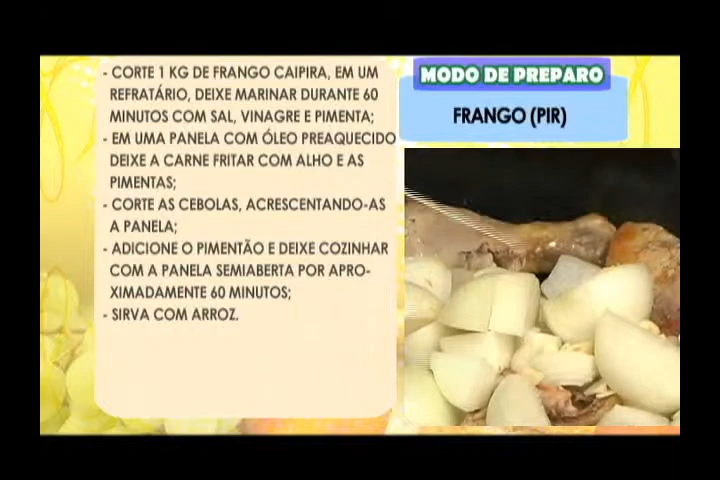 MODO DE PREPARO
FRANGO (PIR)
- CORTE 1 KG DE FRANGO CAIPIRA, EM UM
REFRATÁRIO, DEIXE MARINAR DURANTE 60
MINUTOS COM SAL, VINAGRE E PIMENTA;
- EM UMA PANELA COM ÓLEO PREAQUECIDO
DEIXE A CARNE FRITAR COM ALHO E AS
PIMENTAS;
- CORTE AS CEBOLAS, ACRESCENTANDO-AS
A PANELA;
- ADICIONE O PIMENTÃO E DEIXE COZINHAR
COM A PANELA SEMIABERTA POR APRO-
XIMADAMENTE 60 MINUTOS;
- SIRVA COM ARROZ.